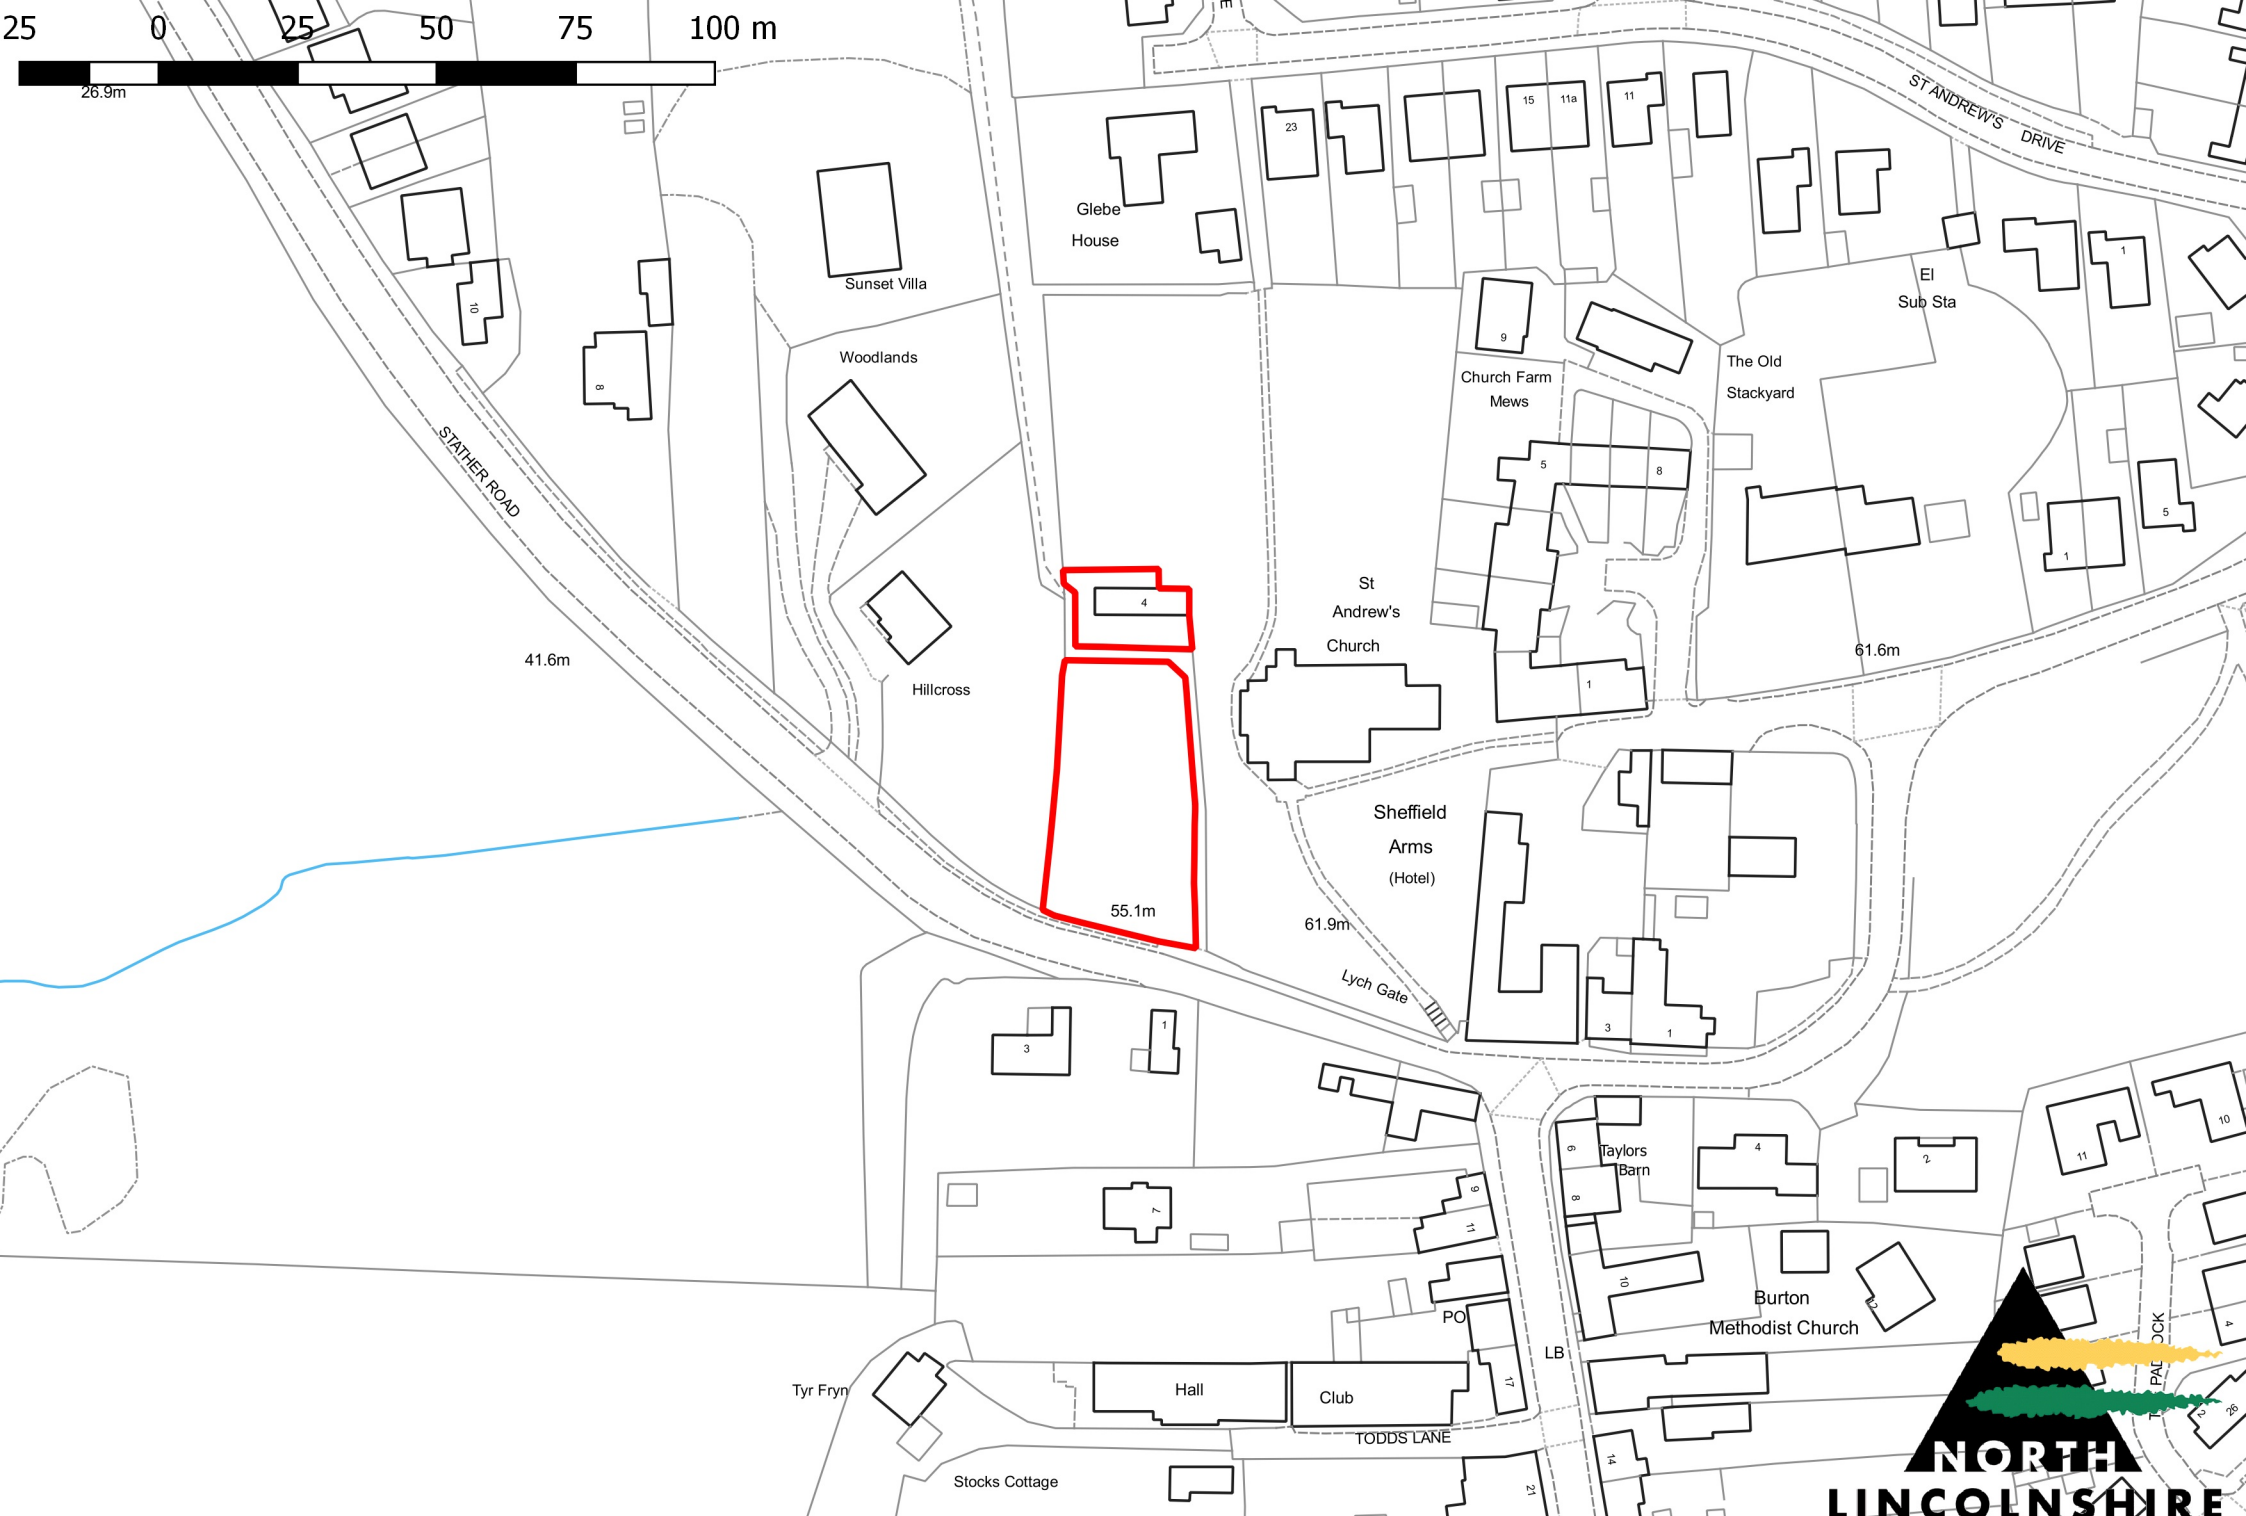 25 0 25 50 75 100 m
26.9m
E
ST ANDREW'S DRIVE
23
15
11a
11
Glebe
House
1
El
Sub Sta
Sunset Villa
10
8
Woodlands
9
The Old
Stackyard
Church Farm
Mews
STATHER ROAD
5
8
5
1
St
Andrew's
Church
4
41.6m
61.6m
Hillcross
1
Sheffield
Arms
(Hotel)
55.1m
61.9m
Lych Gate
3
1
3
1
10
11
6
Taylors
Barn
4
2
7
9
11
8
10
12
Burton
Methodist Church
PO
LB
4
Tyr Fryn
Hall
Club
17
2
26
TODDS LANE
14
Stocks Cottage
21
NORTH
LINCOLNSHIRE